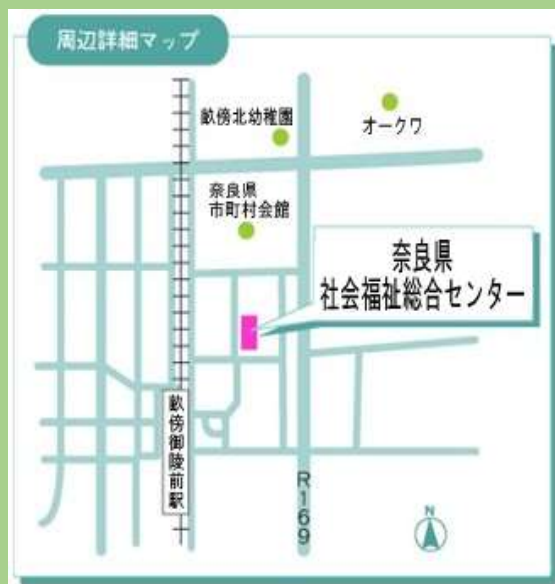 周辺詳細マップ
畝傍北幼稚園
オークワ
奈良県
市町村会館
奈良県
社会福祉総合センター
畝傍御陵前駅
R169
N